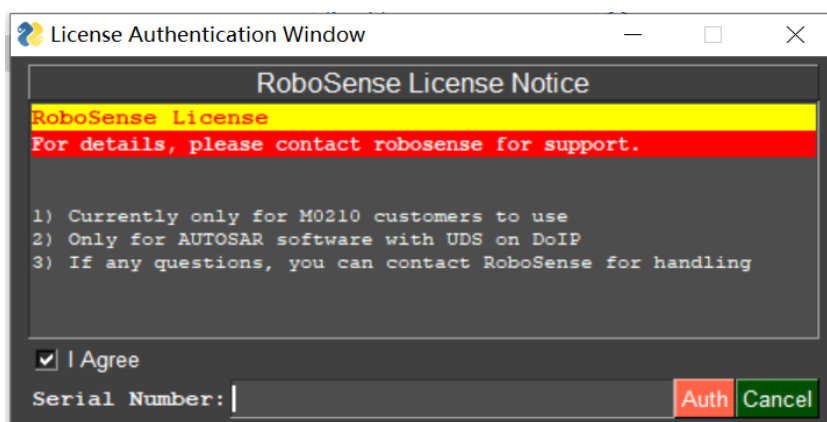 License Authentication Window
RoboSense License Notice
RoboSense License
For details, please contact robosense for support.
1) Currently only for M0210 customers to use
2) Only for AUTOSAR software with UDS on DoIP
3) If any questions, you can contact RoboSense for handling
I Agree
Serial Number: Auth Cancel